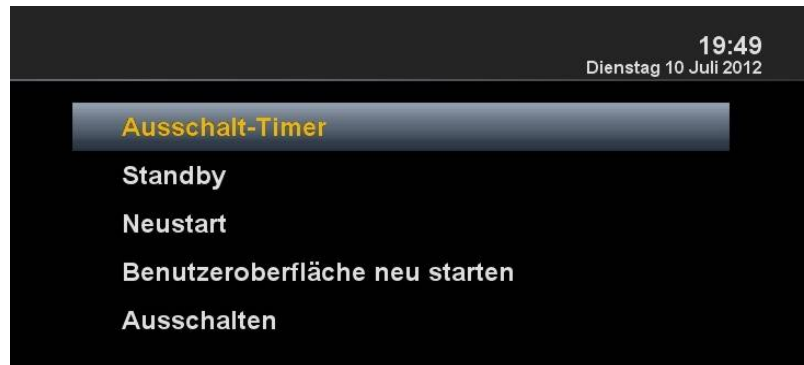 19:49
Dienstag 10 Juli 2012
Ausschalt-Timer
Standby
Neustart
Benutzeroberfläche neu starten
Ausschalten